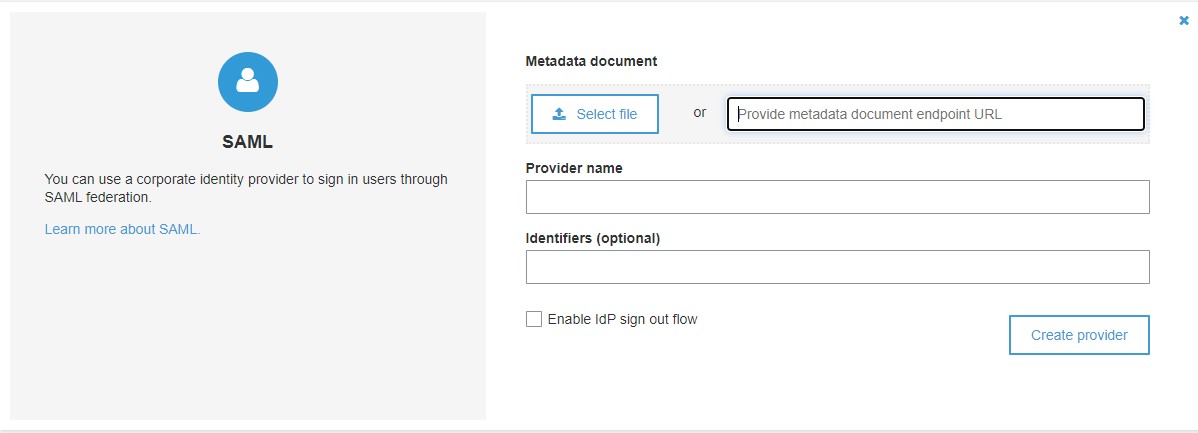 SAML
You can use a corporate identity provider to sign in users through
SAML federation.
Learn more about SAML.
Metadata document
Select file
or
Provide metadata document endpoint URL
Provider name
Identifiers (optional)
Enable IdP sign out flow
Create provider